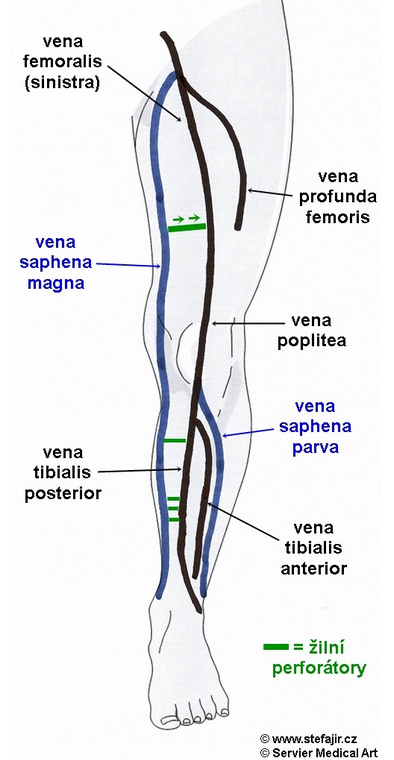 vena
femoralis
(sinistra)
vena
profunda
femoris
vena
saphena
magna
vena
poplitea
vena
saphena
parva
vena
tibialis
posterior
vena
tibialis
anterior
= žilní
perforátory
© www.stefajir.cz
© Servier Medical Art